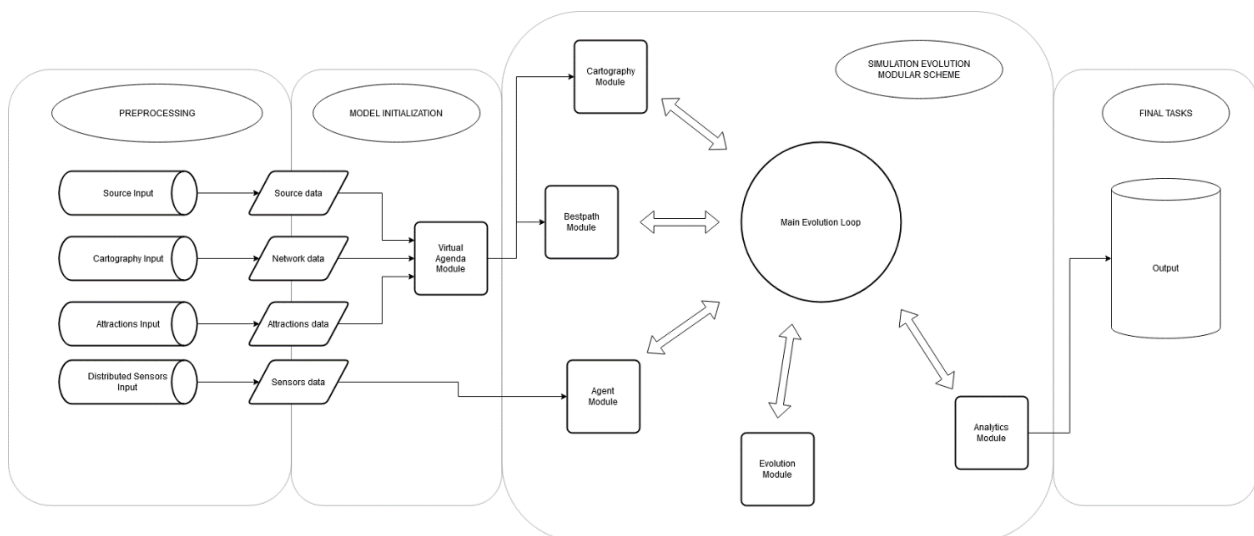 PREPROCESSING
MODEL INITIALIZATION
SIMULATION EVOLUTION
MODULAR SCHEME
FINAL TASKS
Source Input
Source data
Cartography Input
Network data
Attractions Input
Attractions data
Distributed Sensors
Input
Sensors data
Virtual
Agenda
Module
Cartography
Module
Bestpath
Module
Agent
Module
Evolution
Module
Main Evolution Loop
Analytics
Module
Output